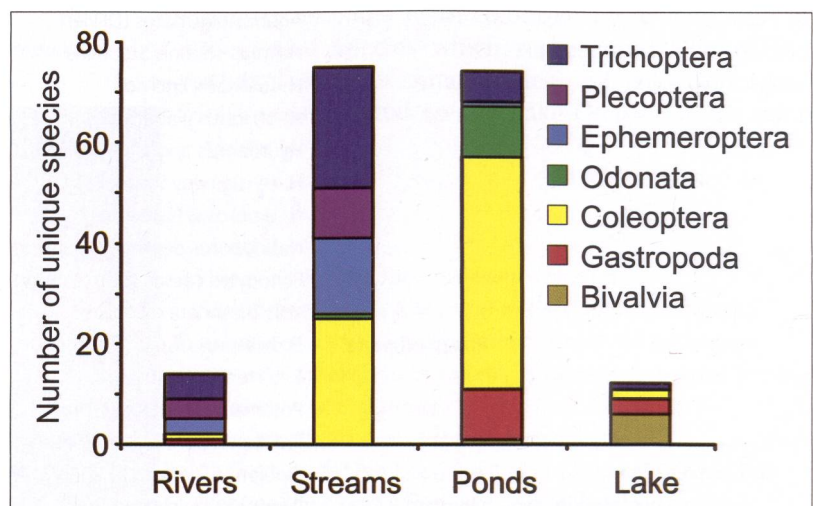 80
60
40
20
0
Number of unique species
Trichoptera
Plecoptera
Ephemeroptera
Odonata
Coleoptera
Gastropoda
Bivalvia
Rivers Streams Ponds Lake